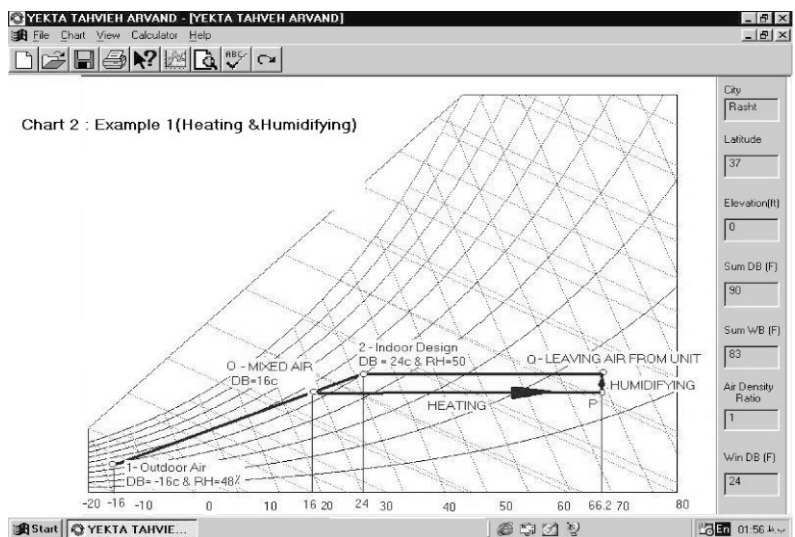 YEKTA TAHVIEH ARVAND - [YEKTA TAHVEH ARVAND]
File Chart View Calculator Help
ABC
Chart 2 : Example 1(Heating &Humidifying)
City
Rasht
Latitude
37
Elevation(ft)
0
Sum DB (F)
90
Sum WB (F)
83
Air Density
Ratio
1
Win DB (F)
24
2 - Indoor Design
DB = 24c & RH=50
O - MIXED AIR
DB=16c
Q - LEAVING AIR FROM UNIT
HUMIDIFYING
HEATING
P
1- Outdoor Air
DB= -16c & RH=48%
-20 -16 -10 0 10 16 20 24 30 40 50 60 66.2 70 80
Start YEKTA TAHVIE... En 01:56